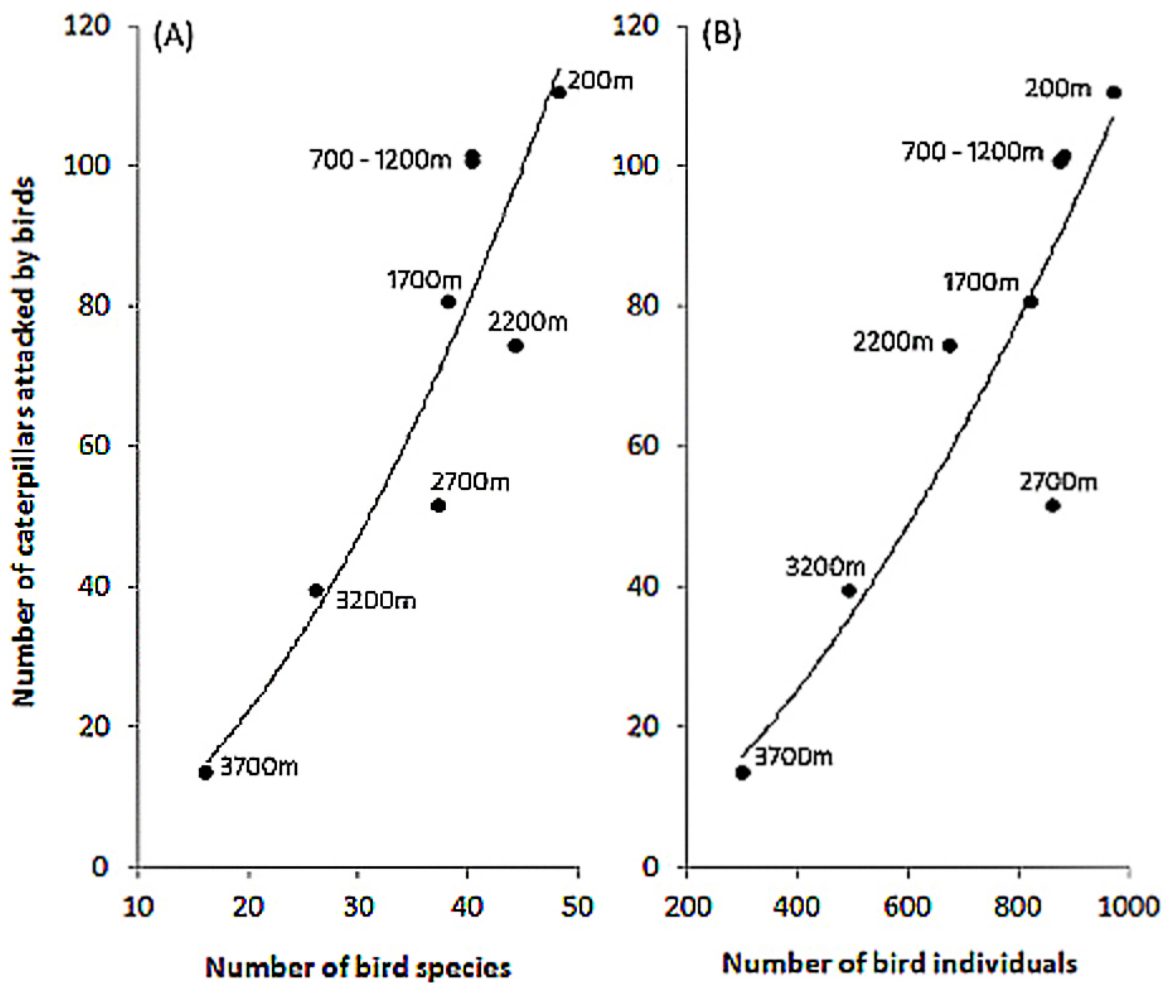 (A)
Number of caterpillars attacked by birds
120
100
80
60
40
20
0
200m
700 - 1200m
1700m
2200m
2700m
3200m
3700m
10 20 30 40 50
Number of bird species
(B)
120
100
80
60
40
20
0
200m
700 - 1200m
1700m
2200m
2700m
3200m
3700m
200 400 600 800 1000
Number of bird individuals